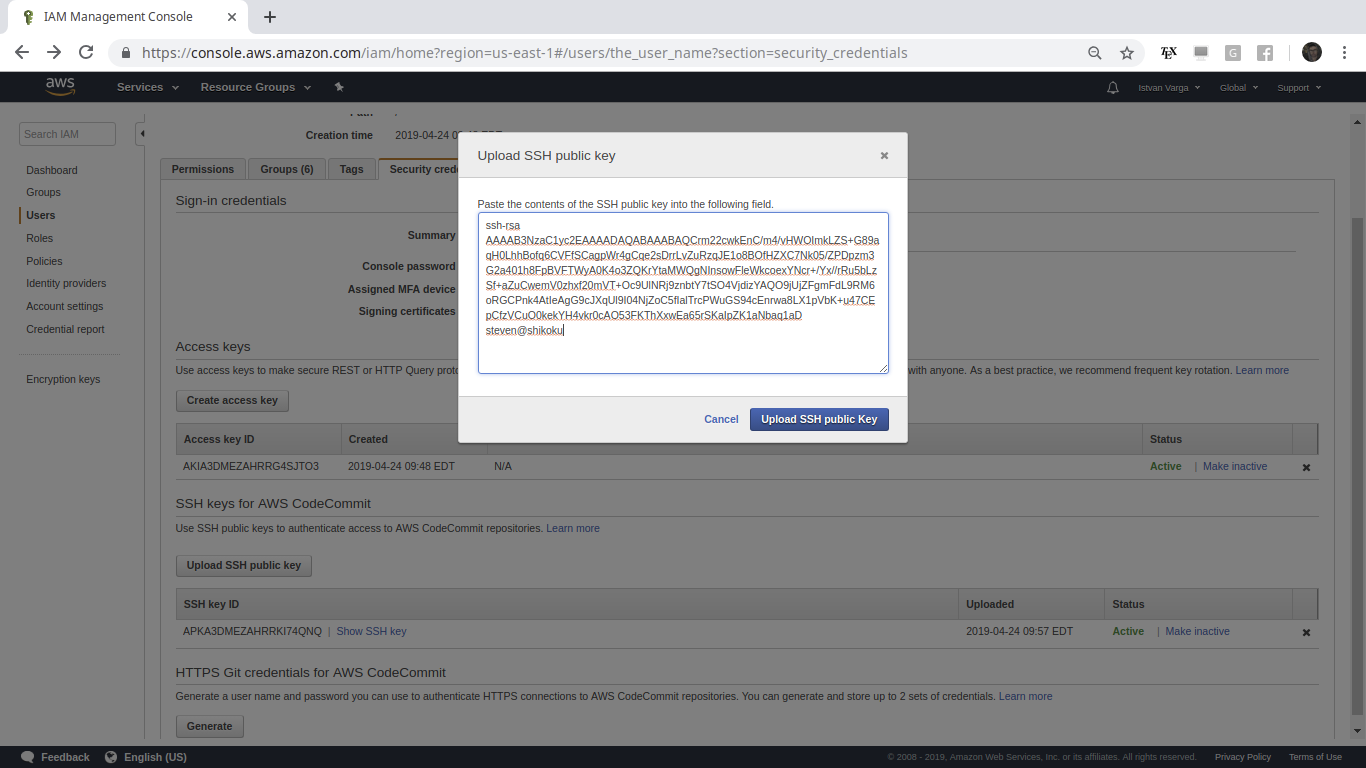 IAM Management Console
https://console.aws.amazon.com/iam/home?region=us-east-1#/users/the_user_name?section=security_credentials
aws
Services
Resource Groups
Istvan Varga
Global
Support
Search IAM
Dashboard
Groups
Users
Roles
Policies
Identity providers
Account settings
Credential report
Encryption keys
Path
Creation time 2019-04-24
Permissions
Groups (6)
Tags
Security crede
Sign-in credentials
Summary
Console password
Assigned MFA device
Signing certificates
Upload SSH public key
Paste the contents of the SSH public key into the following field.
ssh-rsa
AAAAB3NzaC1yc2EAAAADAQABAAABAQCrm22cwkEnC/m4/vHWOImkLZS+G89a
qH0LhhBofq6CVFfSCagpWr4gCqe2sDrrLvZuRzqJE1o8BOfHZXC7Nk05/ZPDpzm3
G2a401h8FpBVFTWyA0K4o3ZQKrYtaMWQgNInsowFleWkcoexYNcr+/Yx//rRu5bLz
Sf+aZuCwemV0zhxf20mVT+Oc9UlNRj9znbtY7tSO4VjdizYAQO9jUjZFgmFdL9RM6
oRGCPnk4AtIeAgG9cJXqUl9I04NjZoC5fIalTrcPWuGS94cEnrwa8LX1pVbK+u47CE
pCfzVCuO0kekYH4vkr0cAO53FKThXxwEa65rSKaIpZK1aNbaq1aD
steven@shikoku
Cancel
Upload SSH public Key
Access keys
Use access keys to make secure REST or HTTP Query proto with anyone. As a best practice, we recommend frequent key rotation. Learn more
Create access key
Access key ID Created Status
AKIA3DMEZAHRRG4SJTO3 2019-04-24 09:48 EDT N/A Active | Make inactive
SSH keys for AWS CodeCommit
Use SSH public keys to authenticate access to AWS CodeCommit repositories. Learn more
Upload SSH public key
SSH key ID Uploaded Status
APKA3DMEZAHRRKI74QNQ | Show SSH key 2019-04-24 09:57 EDT Active | Make inactive
HTTPS Git credentials for AWS CodeCommit
Generate a user name and password you can use to authenticate HTTPS connections to AWS CodeCommit repositories. You can generate and store up to 2 sets of credentials. Learn more
Generate
Feedback
English (US)
© 2008 - 2019, Amazon Web Services, Inc. or its affiliates. All rights reserved.
Privacy Policy
Terms of Use